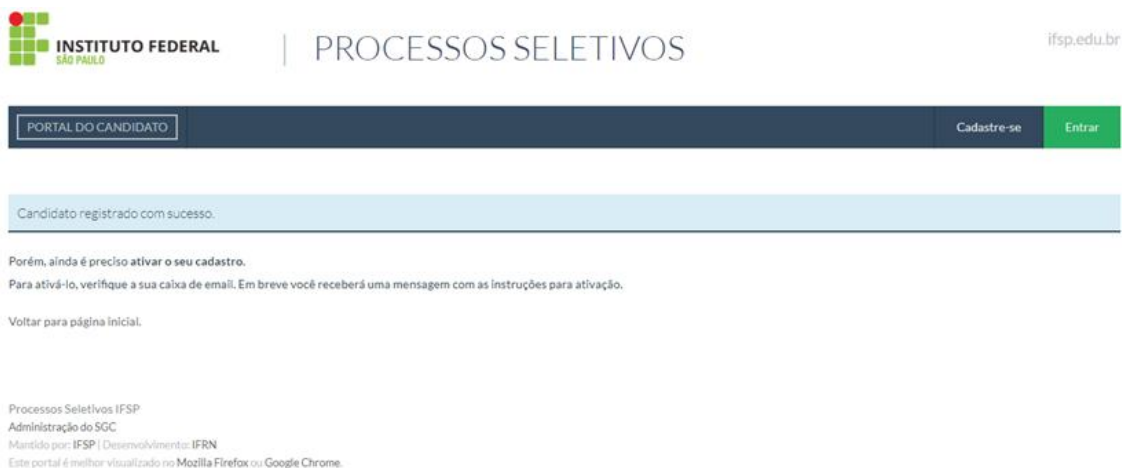 INSTITUTO FEDERAL
SÃO PAULO
PROCESSOS SELETIVOS
ifsp.edu.br
PORTAL DO CANDIDATO
Cadastre-se
Entrar
Candidato registrado com sucesso.
Porém, ainda é preciso ativar o seu cadastro.
Para ativá-lo, verifique a sua caixa de email. Em breve você receberá uma mensagem com as instruções para ativação.
Voltar para página inicial.
Processos Seletivos IFSP
Administração do SGC
Mantido por: IFSP | Desenvolvimento: IFRN
Este portal é melhor visualizado no Mozilla Firefox ou Google Chrome.